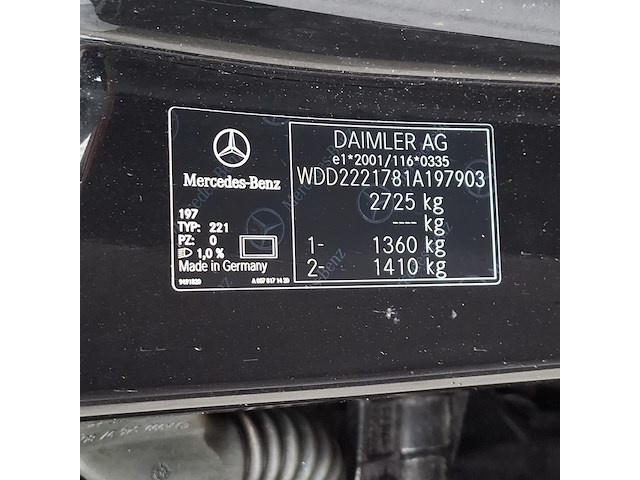 Mercedes-Benz
197
TYP: 221
PZ: 0
1,0 %
Made in Germany
DAIMLER AG
e1*2001/116*0335
WDD2221781A197903
2725 kg
--- kg
1- 1360 kg
2- 1410 kg